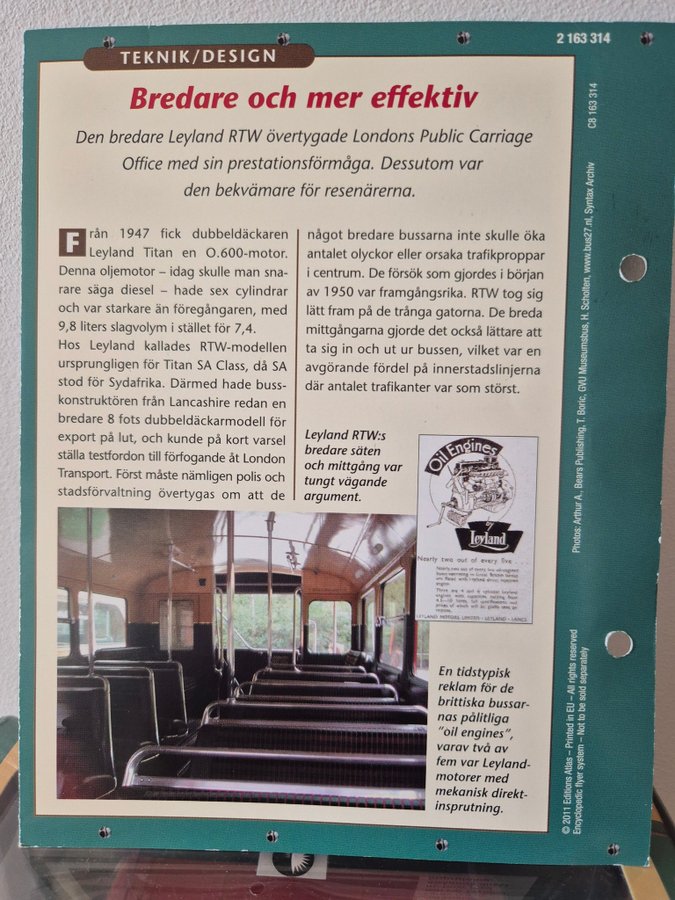 2 163 314
TEKNIK/DESIGN
Bredare och mer effektiv
Den bredare Leyland RTW övertygade Londons Public Carriage
Office med sin prestationsförmåga. Dessutom var
den bekvämare för resenärerna.
Från 1947 fick dubbeldäckaren
Leyland Titan en O.600-motor.
Denna oljemotor – idag skulle man sna-
rare säga diesel – hade sex cylindrar
och var starkare än föregångaren, med
9,8 liters slagvolym i stället för 7,4.
Hos Leyland kallades RTW-modellen
ursprungligen för Titan SA Class, då SA
stod för Sydafrika. Därmed hade buss-
konstruktören från Lancashire redan en
bredare 8 fots dubbeldäckarmodell för
export på lut, och kunde på kort varsel
ställa testfordon till förfogande åt London
Transport. Först måste nämligen polis och
stadsförvaltning övertygas om att de
något bredare bussarna inte skulle öka
antalet olyckor eller orsaka trafikproppar
i centrum. De försök som gjordes i början
av 1950 var framgångsrika. RTW tog sig
lätt fram på de trånga gatorna. De breda
mittgångarna gjorde det också lättare att
ta sig in och ut ur bussen, vilket var en
avgörande fördel på innerstadslinjerna
där antalet trafikanter var som störst.
Leyland RTW:s
bredare säten
och mittgång var
tungt vägande
argument.
Oil Engines
by
Leyland
Nearly two out of every five
LEYLAND MOTORS LIMITED - LEYLAND - LANCS
En tidstypisk
reklam för de
brittiska bussar-
nas pålitliga
"oil engines",
varav två av
fem var Leyland-
motorer med
mekanisk direkt-
insprutning.
C8 163 314
Photos: Arthur A., Bears Publishing, T. Boric, GVU Museumsbus, H. Scholten, www.bus27.nl, Syntax Archiv
© 2011 Editions Atlas – Printed in EU – All rights reserved
Encyclopedic flyer system – Not to be sold separately